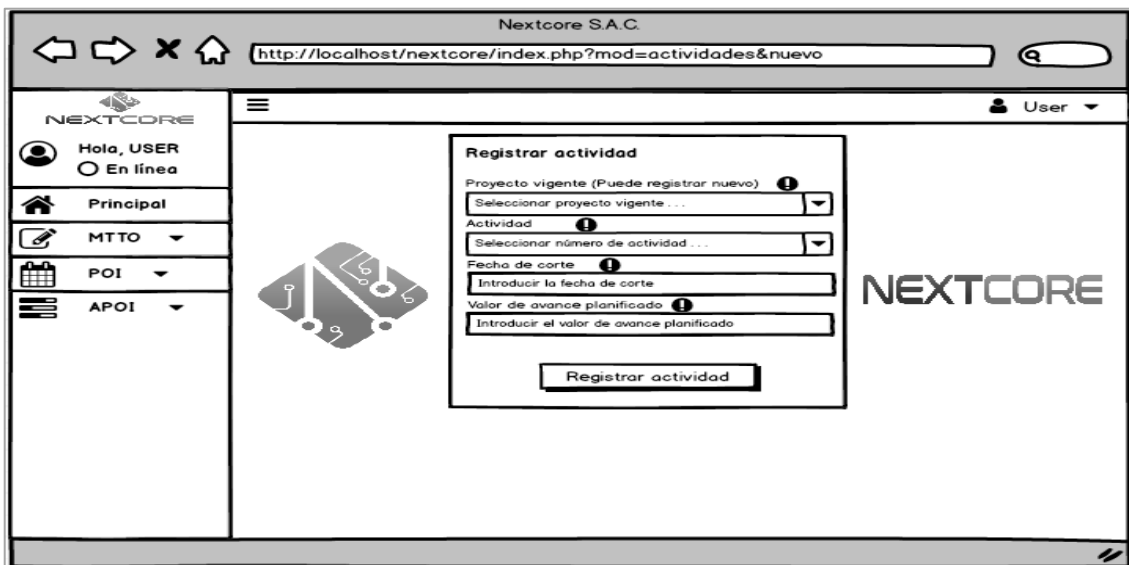 Nextcore S.A.C.
http://localhost/nextcore/index.php?mod=actividades&nuevo
NEXTCORE
User
Hola, USER
En línea
Principal
MTTO
POI
APOI
Registrar actividad
Proyecto vigente (Puede registrar nuevo)
Seleccionar proyecto vigente . . .
Actividad
Seleccionar número de actividad . . .
Fecha de corte
Introducir la fecha de corte
Valor de avance planificado
Introducir el valor de avance planificado
Registrar actividad
NEXTCORE